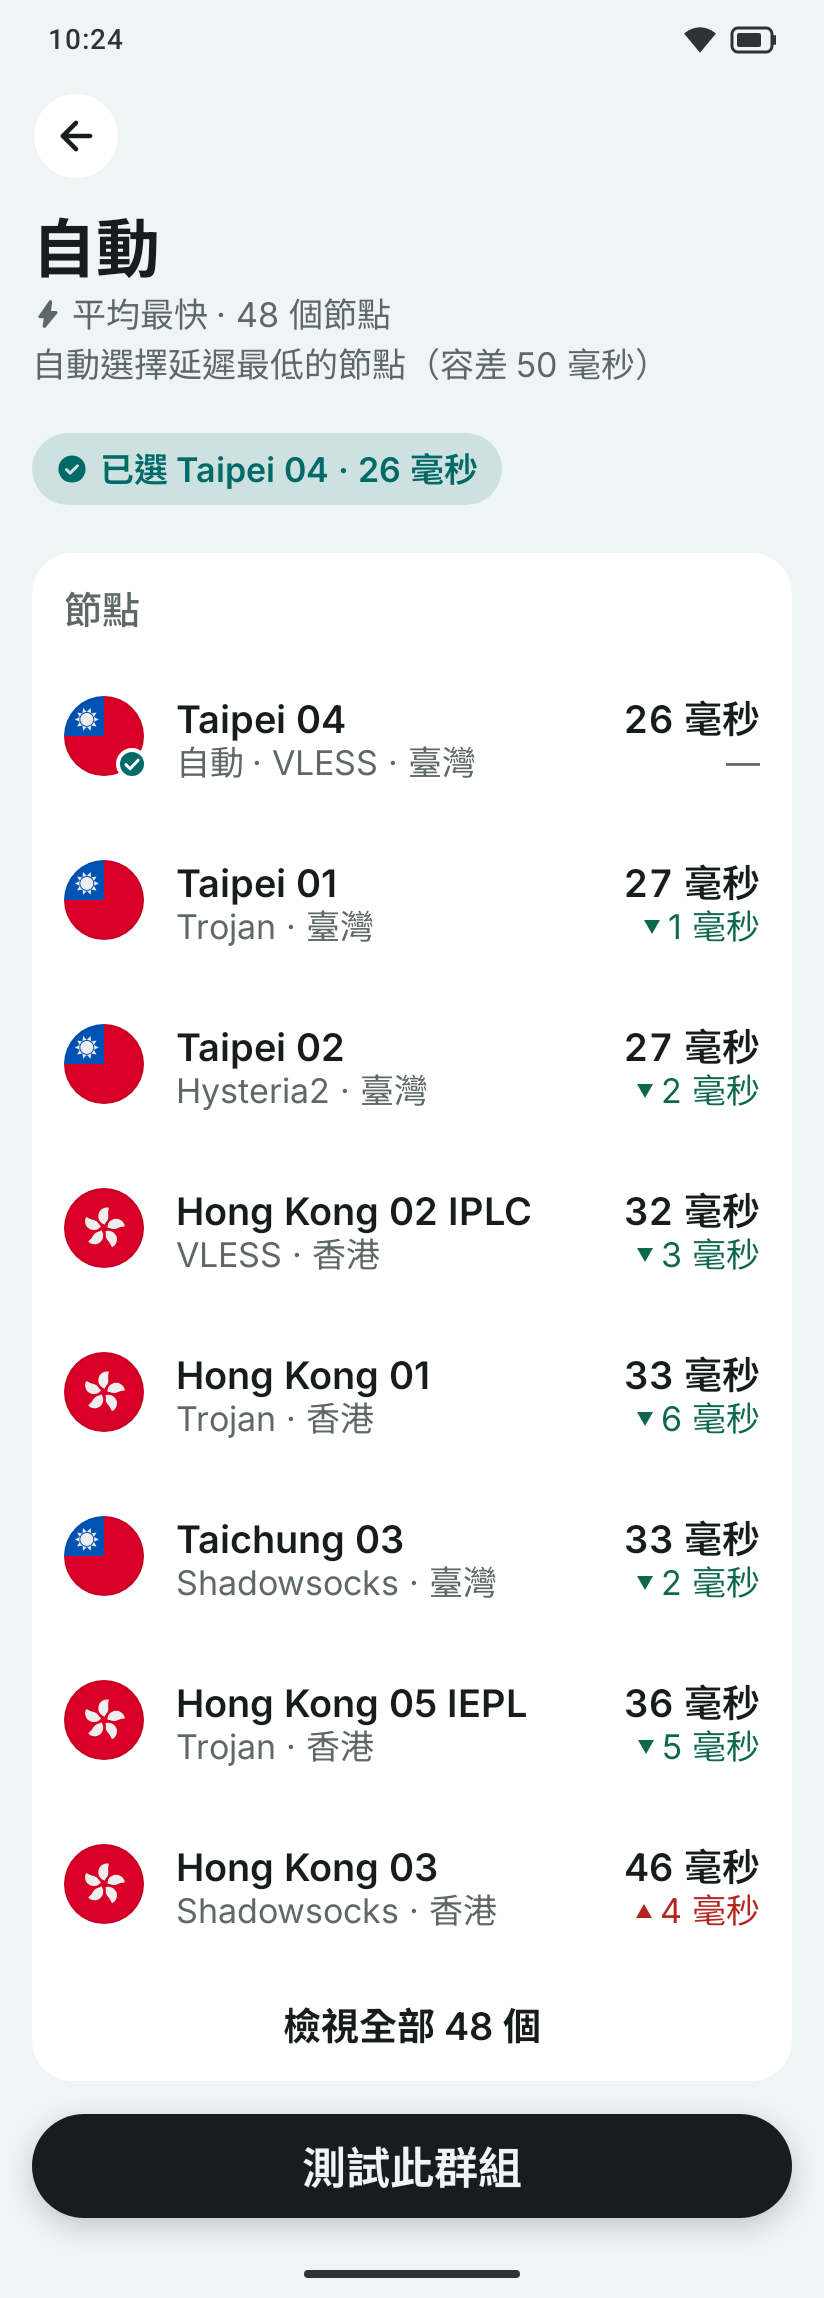 10:24
自動
平均最快 · 48 個節點
自動選擇延遲最低的節點（容差 50 毫秒）
已選 Taipei 04 · 26 毫秒
節點
Taipei 04
26 毫秒
自動 · VLESS · 臺灣
—
Taipei 01
27 毫秒
Trojan · 臺灣
▼1 毫秒
Taipei 02
27 毫秒
Hysteria2 · 臺灣
▼2 毫秒
Hong Kong 02 IPLC
32 毫秒
VLESS · 香港
▼3 毫秒
Hong Kong 01
33 毫秒
Trojan · 香港
▼6 毫秒
Taichung 03
33 毫秒
Shadowsocks · 臺灣
▼2 毫秒
Hong Kong 05 IEPL
36 毫秒
Trojan · 香港
▼5 毫秒
Hong Kong 03
46 毫秒
Shadowsocks · 香港
▲4 毫秒
檢視全部 48 個
測試此群組